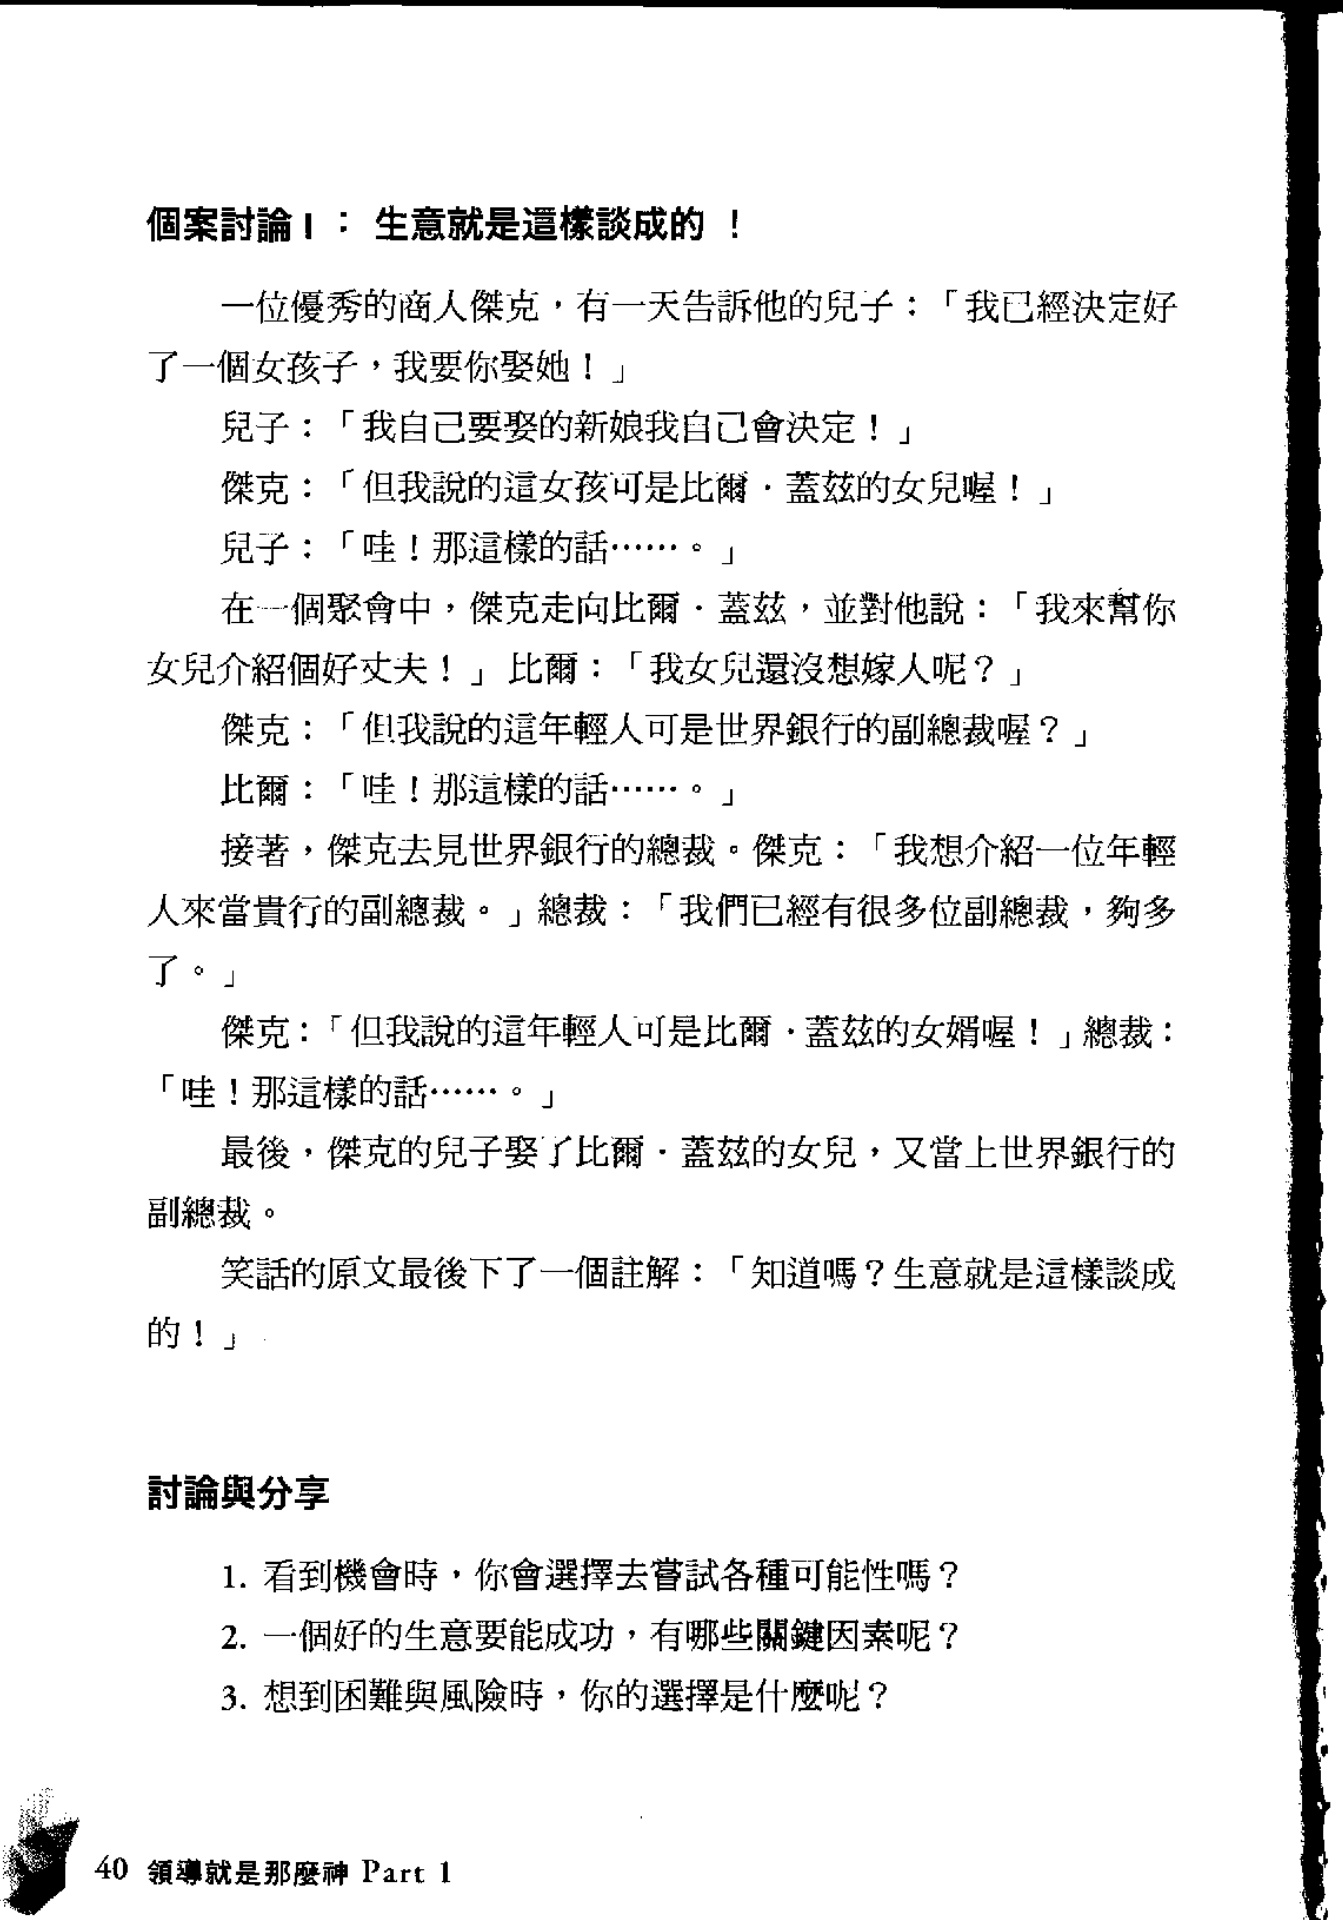 個案討論1： 生意就是這樣談成的 ！
一位優秀的商人傑克，有一天告訴他的兒子：「我已經決定好
了一個女孩子，我要你娶她！」
兒子：「我自己要娶的新娘我自己會決定！」
傑克：「但我說的這女孩可是比爾．蓋茲的女兒喔！」
兒子：「哇！那這樣的話……。」
在一個聚會中，傑克走向比爾．蓋茲，並對他說：「我來幫你
女兒介紹個好丈夫！」比爾：「我女兒還沒想嫁人呢？」
傑克：「但我說的這年輕人可是世界銀行的副總裁喔？」
比爾：「哇！那這樣的話……。」
接著，傑克去見世界銀行的總裁。傑克：「我想介紹一位年輕
人來當貴行的副總裁。」總裁：「我們已經有很多位副總裁，夠多
了。」
傑克：「但我說的這年輕人可是比爾．蓋茲的女婿喔！」總裁：
「哇！那這樣的話……。」
最後，傑克的兒子娶了比爾．蓋茲的女兒，又當上世界銀行的
副總裁。
笑話的原文最後下了一個註解：「知道嗎？生意就是這樣談成
的！」
討論與分享
1. 看到機會時，你會選擇去嘗試各種可能性嗎？
2. 一個好的生意要能成功，有哪些關鍵因素呢？
3. 想到困難與風險時，你的選擇是什麼呢？
40 領導就是那麼神 Part 1